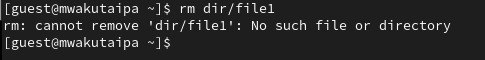 [guest@mwakutaipa ~]$ rm dir/file1
rm: cannot remove 'dir/file1': No such file or directory
[guest@mwakutaipa ~]$